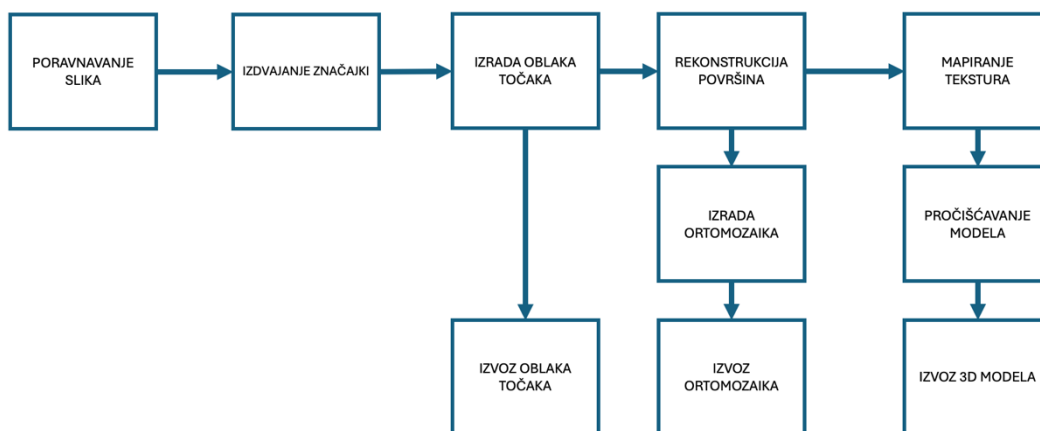 PORAVNAVANJE
SLIKA
IZDVAJANJE ZNAČAJKI
IZRADA OBLAKA
TOČAKA
REKONSTRUKCIJA
POVRŠINA
MAPIRANJE
TEKSTURA
IZRADA
ORTOMOZAIKA
PROČIŠĆAVANJE
MODELA
IZVOZ OBLAKA
TOČAKA
IZVOZ
ORTOMOZAIKA
IZVOZ 3D MODELA